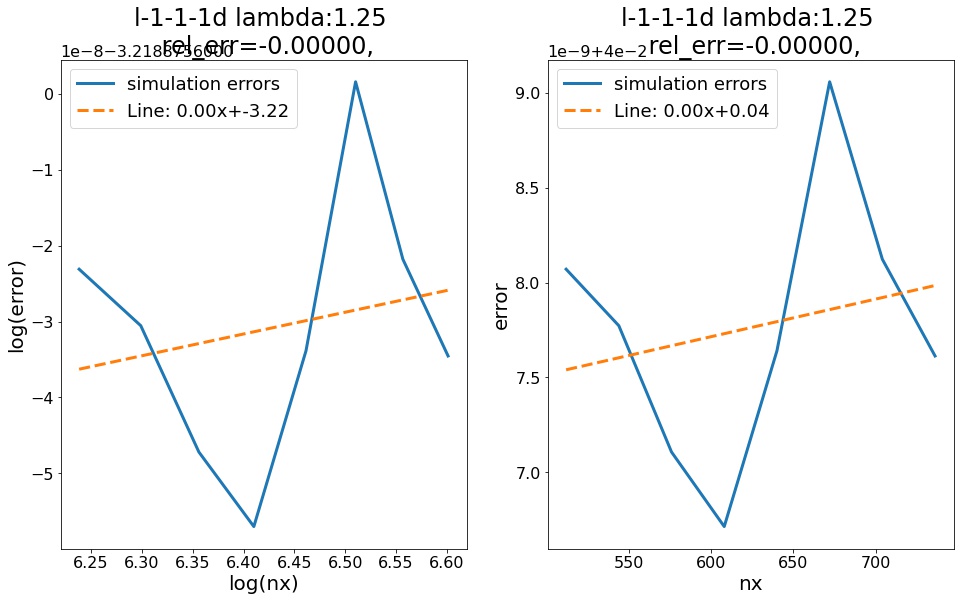 l-1-1-1d lambda:1.25
rel_err=-0.00000,
1e−8−3.2188756000
simulation errors
Line: 0.00x+-3.22
0
−1
−2
−3
−4
−5
6.25 6.30 6.35 6.40 6.45 6.50 6.55 6.60
log(error)
log(nx)
l-1-1-1d lambda:1.25
rel_err=-0.00000,
1e−9+4e−2
simulation errors
Line: 0.00x+0.04
9.0
8.5
8.0
7.5
7.0
550 600 650 700
error
nx